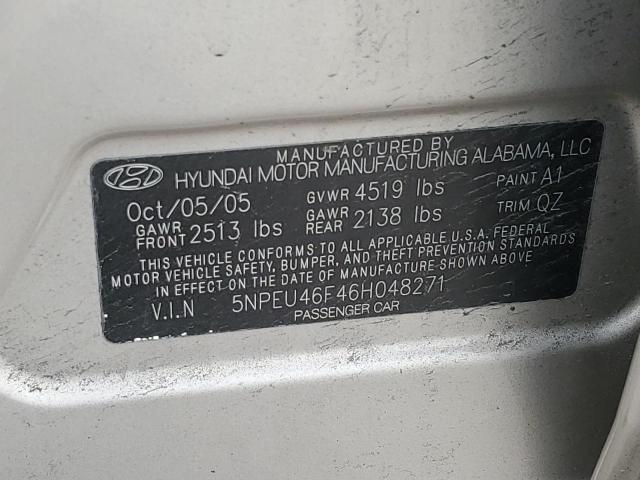 MANUFACTURED BY
HYUNDAI MOTOR MANUFACTURING ALABAMA, LLC
Oct/05/05 GVWR 4519 lbs PAINT A1
GAWR FRONT 2513 lbs GAWR REAR 2138 lbs TRIM QZ
THIS VEHICLE CONFORMS TO ALL APPLICABLE U.S.A. FEDERAL
MOTOR VEHICLE SAFETY, BUMPER, AND THEFT PREVENTION STANDARDS
IN EFFECT ON THE DATE OF MANUFACTURE SHOWN ABOVE
V.I.N 5NPEU46F46H048271
PASSENGER CAR